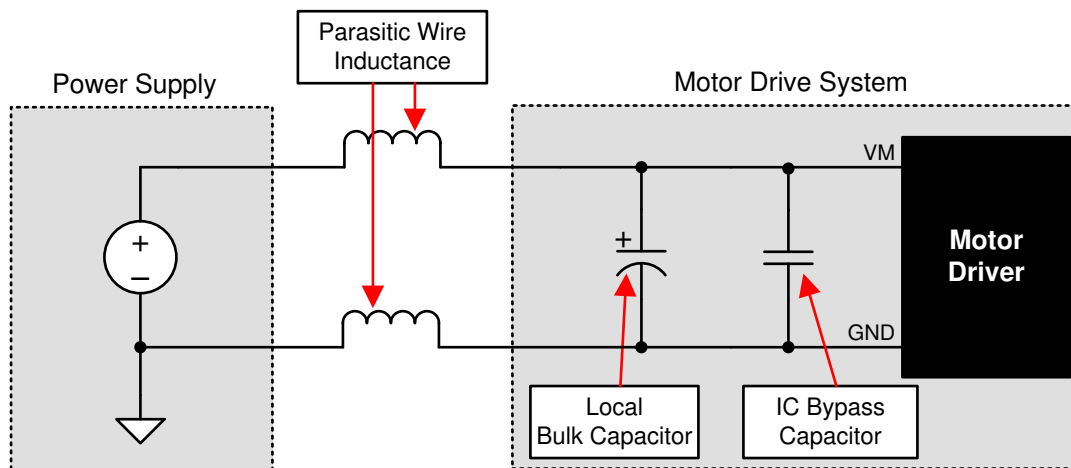 Parasitic Wire
Inductance
Power Supply
Motor Drive System
VM
+
+
–
Motor
Driver
GND
Local
Bulk Capacitor
IC Bypass
Capacitor